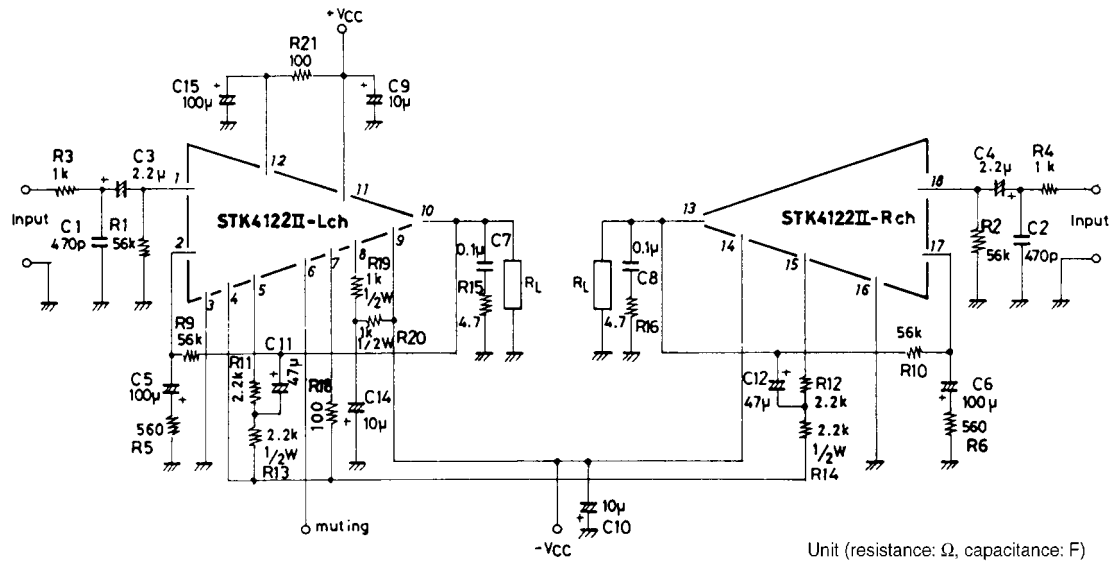 +VCC
R21
100
C15
100µ
+
+
C9
10µ
R3
1k
C3
2.2µ
+
1
12
11
STK4122II-Lch
10
Input
C1
470p
R1
56k
2
3
4
5
6
7
8
9
0.1µ
C7
R15
4.7
RL
R19
1k
1/2W
1k
1/2W
R20
R9
56k
R11
2.2k
C11
47µ
+
C5
100µ
+
560
R5
2.2k
1/2W
R13
R18
100
C14
10µ
+
muting
-VCC
10µ
+
C10
13
STK4122II-Rch
18
17
14
15
16
0.1µ
C8
RL
4.7
R16
C4
2.2µ
+
R4
1k
Input
R2
56k
C2
470p
56k
R10
C12
47µ
+
R12
2.2k
2.2k
1/2W
R14
C6
+
100µ
560
R6
Unit (resistance: Ω, capacitance: F)